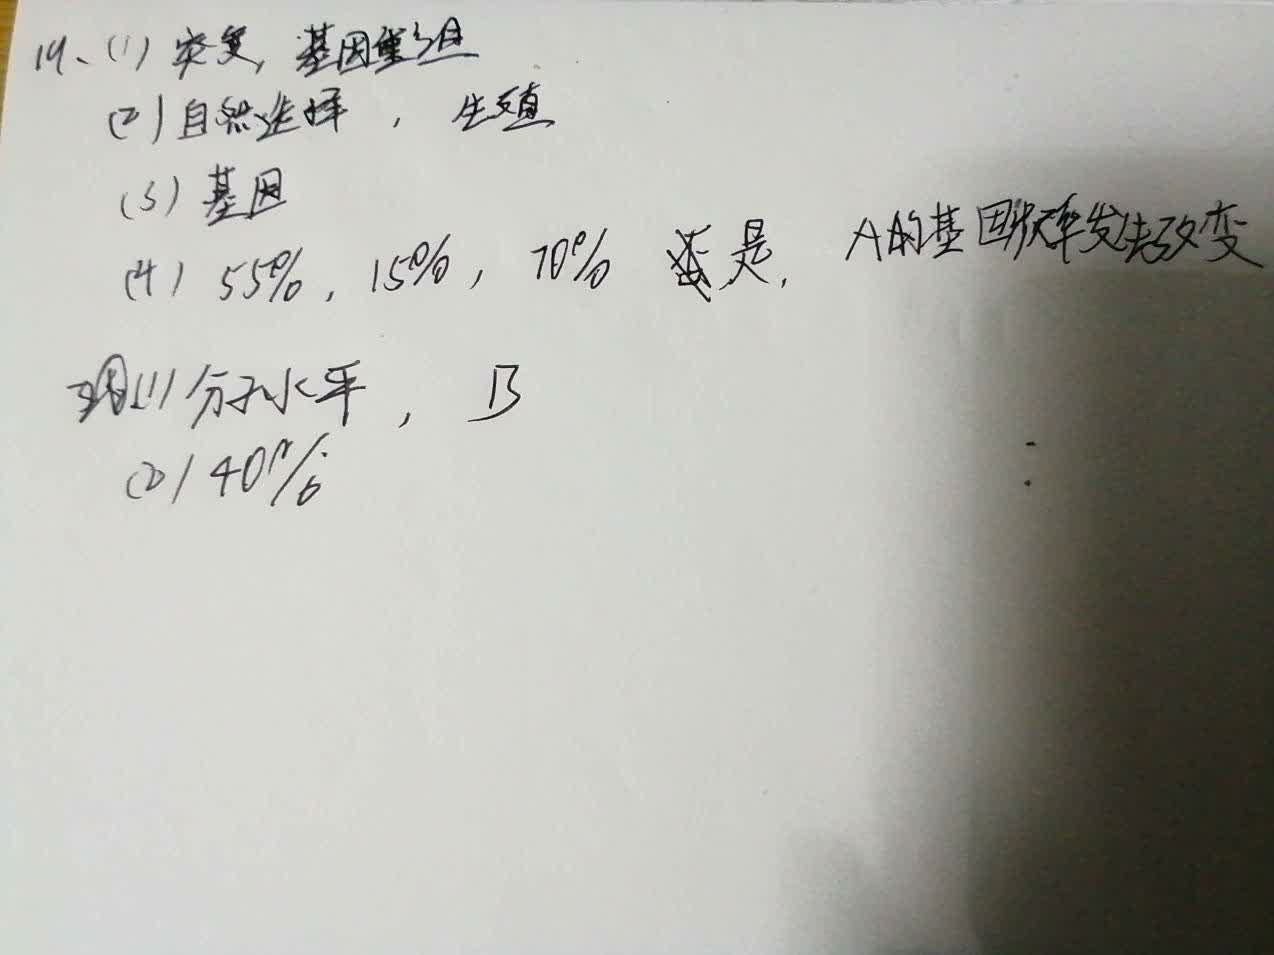 19、(1) 突变，基因重组
(2) 自然选择，生殖
(3) 基因
(4) 55%，15%，70% 是，A的基因频率发生改变
(1) 分子水平，B
(2) 40%